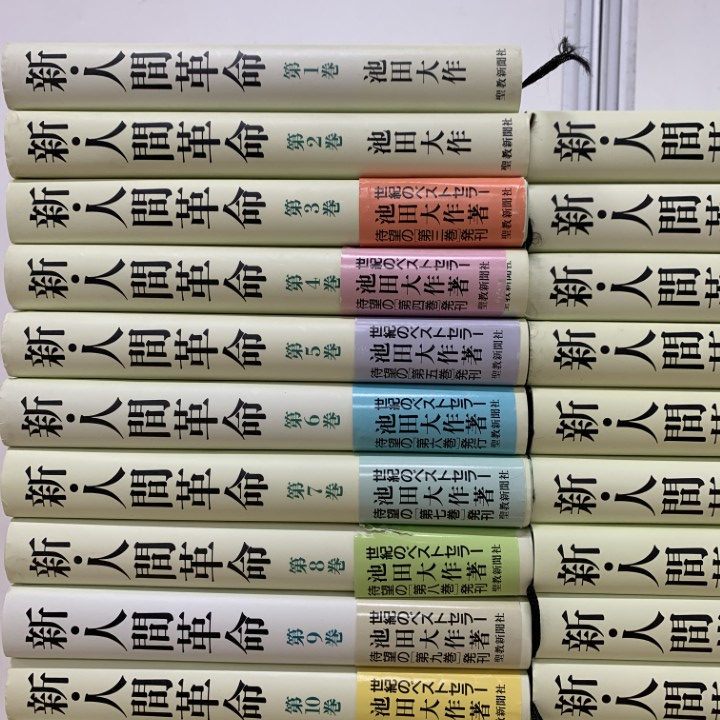 新・人間革命 第1巻 池田大作 聖教新聞社
新・人間革命 第2巻 池田大作 聖教新聞社
新・人間革命 第3巻
世紀のベストセラー
池田大作著
待望の「第三巻」発刊
聖教新聞社
新・人間革命 第4巻
世紀のベストセラー
池田大作著
待望の「第四巻」発刊
聖教新聞社
新・人間革命 第5巻
世紀のベストセラー
池田大作著
待望の「第五巻」発刊
聖教新聞社
新・人間革命 第6巻
世紀のベストセラー
池田大作著
待望の「第六巻」発行
聖教新聞社
新・人間革命 第7巻
世紀のベストセラー
池田大作著
待望の「第七巻」発刊
聖教新聞社
新・人間革命 第8巻
世紀のベストセラー
池田大作著
待望の「第八巻」発刊
聖教新聞社
新・人間革命 第9巻
世紀のベストセラー
池田大作著
待望の「第九巻」発刊
聖教新聞社
新・人間革命 第10巻
世紀のベストセラー
池田大作著
新・人間
新・人間
新・人間
新・人間
新・人間
新・人間
新・人間
新・人間
新・人間